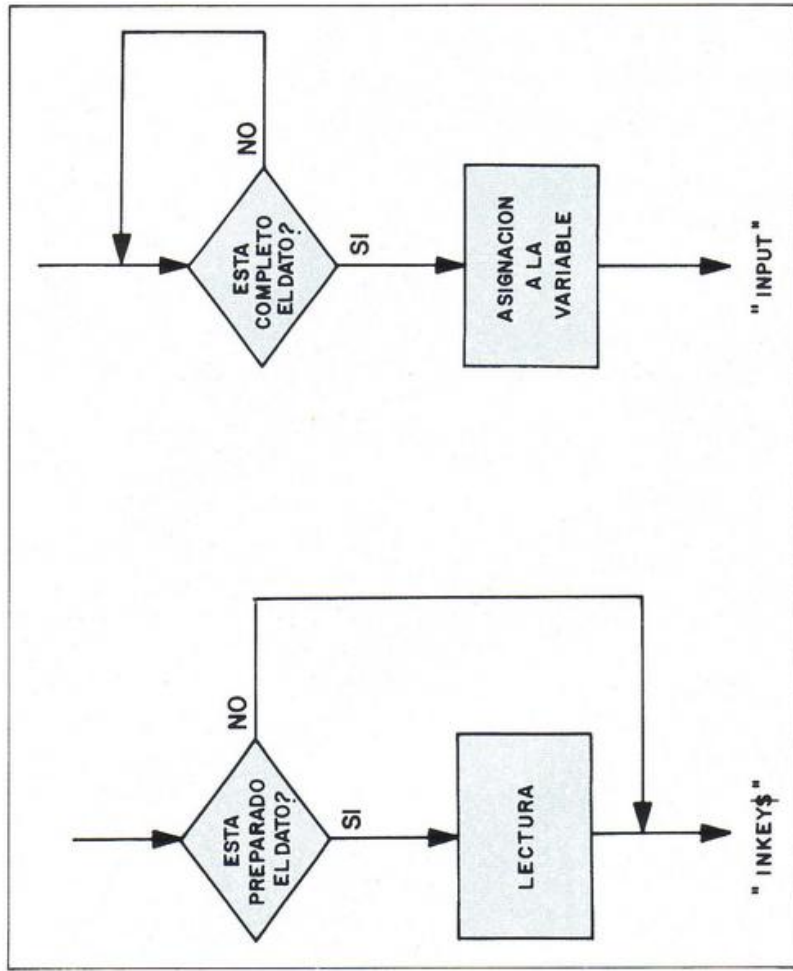 ESTA
PREPARADO
EL DATO?
NO
SI
LECTURA
"INKEY$"
ESTA
COMPLETO
EL DATO?
NO
SI
ASIGNACION
A LA
VARIABLE
"INPUT"